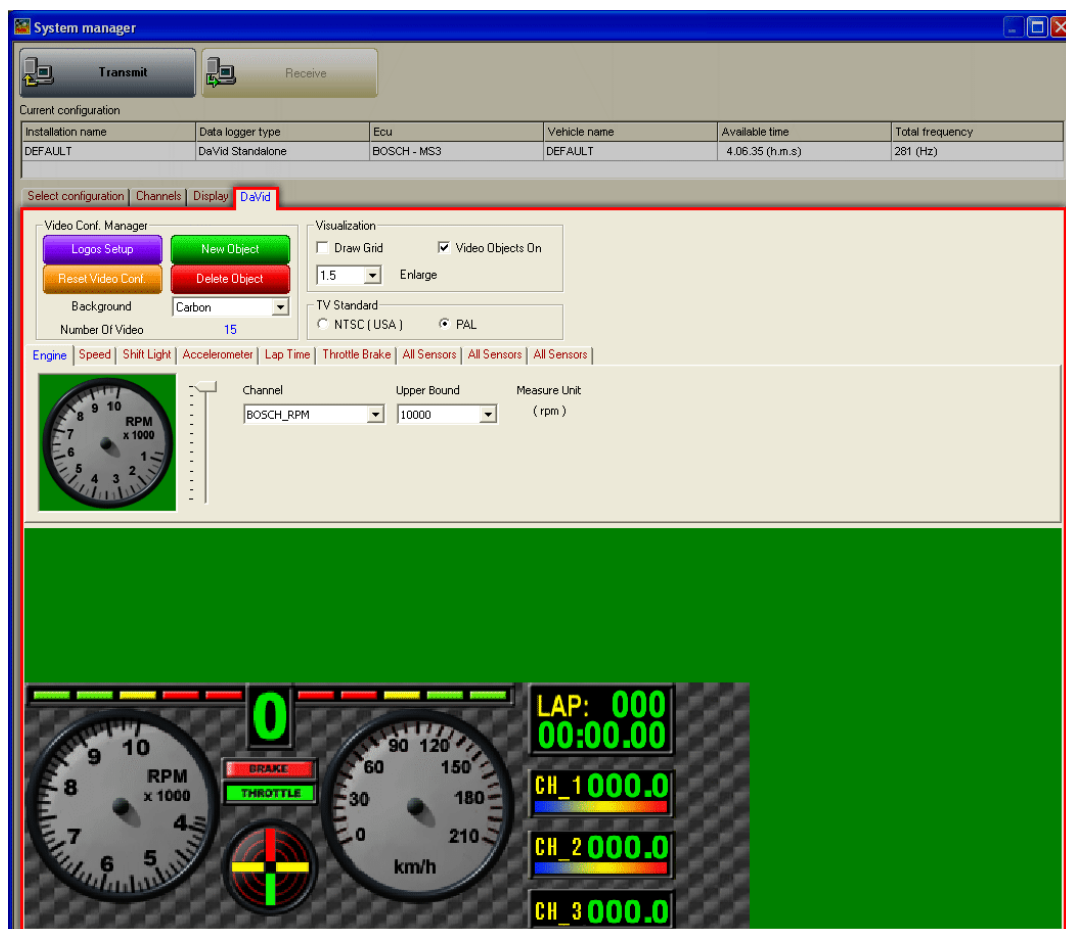 System manager
Transmit
Receive
Current configuration
Installation name Data logger type Ecu Vehicle name Available time Total frequency
DEFAULT DaVid Standalone BOSCH - MS3 DEFAULT 4.06.35 (h.m.s) 281 (Hz)
Select configuration Channels Display DaVid
Video Conf. Manager
Logos Setup New Object
Reset Video Conf. Delete Object
Background Carbon
Number Of Video 15
Visualization
Draw Grid Video Objects On
1.5 Enlarge
TV Standard
NTSC ( USA ) PAL
Engine Speed Shift Light Accelerometer Lap Time Throttle Brake All Sensors All Sensors All Sensors
10 9 8 7 6 5 4 3 2 1
RPM
x 1000
Channel Upper Bound Measure Unit
BOSCH_RPM 10000 ( rpm )
10 9 8 7 6 5 4
RPM
x 1000
0
BRAKE
THROTTLE
0 30 60 90 120 150 180 210
km/h
LAP: 000
00:00.00
CH_1 000.0
CH_2 000.0
CH_3 000.0